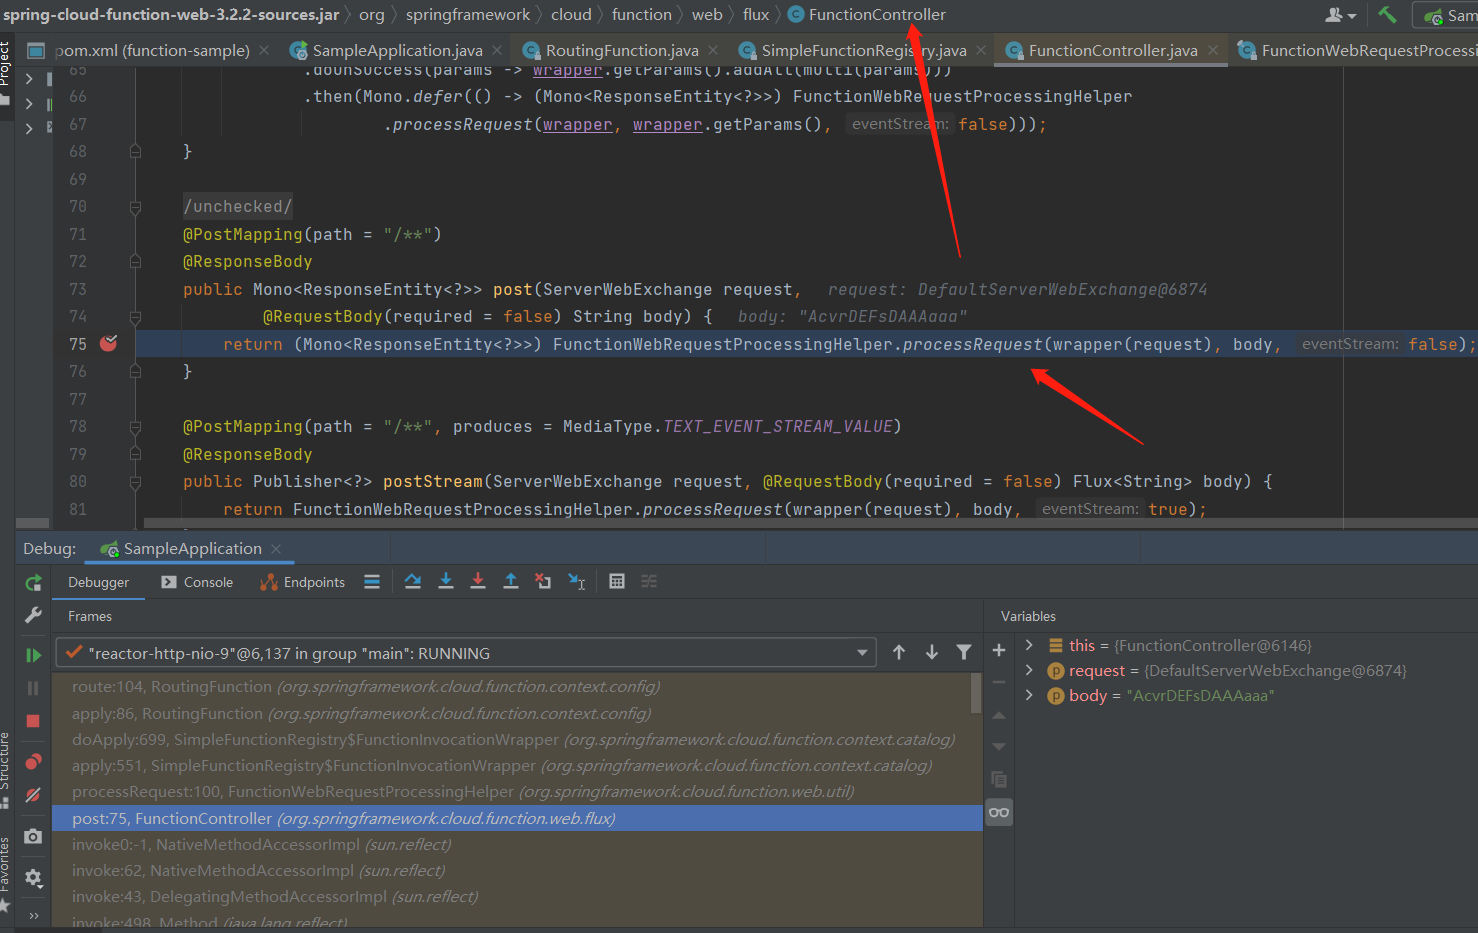 spring-cloud-function-web-3.2.2-sources.jar org springframework cloud function web flux FunctionController Sam
pom.xml (function-sample) SampleApplication.java RoutingFunction.java SimpleFunctionRegistry.java FunctionController.java FunctionWebRequestProcessi
Project
65 .doOnSuccess(params -> wrapper.getParams().addAll(multi(params)))
66 .then(Mono.defer(() -> (Mono<ResponseEntity<?>>) FunctionWebRequestProcessingHelper
67 .processRequest(wrapper, wrapper.getParams(), eventStream: false)));
68 }
69
70 /unchecked/
71 @PostMapping(path = "/**")
72 @ResponseBody
73 public Mono<ResponseEntity<?>> post(ServerWebExchange request, request: DefaultServerWebExchange@6874
74 @RequestBody(required = false) String body) { body: "AcvrDEFsDAAAaaa"
75 return (Mono<ResponseEntity<?>>) FunctionWebRequestProcessingHelper.processRequest(wrapper(request), body, eventStream: false);
76 }
77
78 @PostMapping(path = "/**", produces = MediaType.TEXT_EVENT_STREAM_VALUE)
79 @ResponseBody
80 public Publisher<?> postStream(ServerWebExchange request, @RequestBody(required = false) Flux<String> body) {
81 return FunctionWebRequestProcessingHelper.processRequest(wrapper(request), body, eventStream: true);
Debug: SampleApplication
Debugger Console Endpoints
Frames
"reactor-http-nio-9"@6,137 in group "main": RUNNING
route:104, RoutingFunction (org.springframework.cloud.function.context.config)
apply:86, RoutingFunction (org.springframework.cloud.function.context.config)
doApply:699, SimpleFunctionRegistry$FunctionInvocationWrapper (org.springframework.cloud.function.context.catalog)
apply:551, SimpleFunctionRegistry$FunctionInvocationWrapper (org.springframework.cloud.function.context.catalog)
processRequest:100, FunctionWebRequestProcessingHelper (org.springframework.cloud.function.web.util)
post:75, FunctionController (org.springframework.cloud.function.web.flux)
invoke0:-1, NativeMethodAccessorImpl (sun.reflect)
invoke:62, NativeMethodAccessorImpl (sun.reflect)
invoke:43, DelegatingMethodAccessorImpl (sun.reflect)
invoke:498, Method (java.lang.reflect)
Variables
this = {FunctionController@6146}
request = {DefaultServerWebExchange@6874}
body = "AcvrDEFsDAAAaaa"
Structure
Favorites